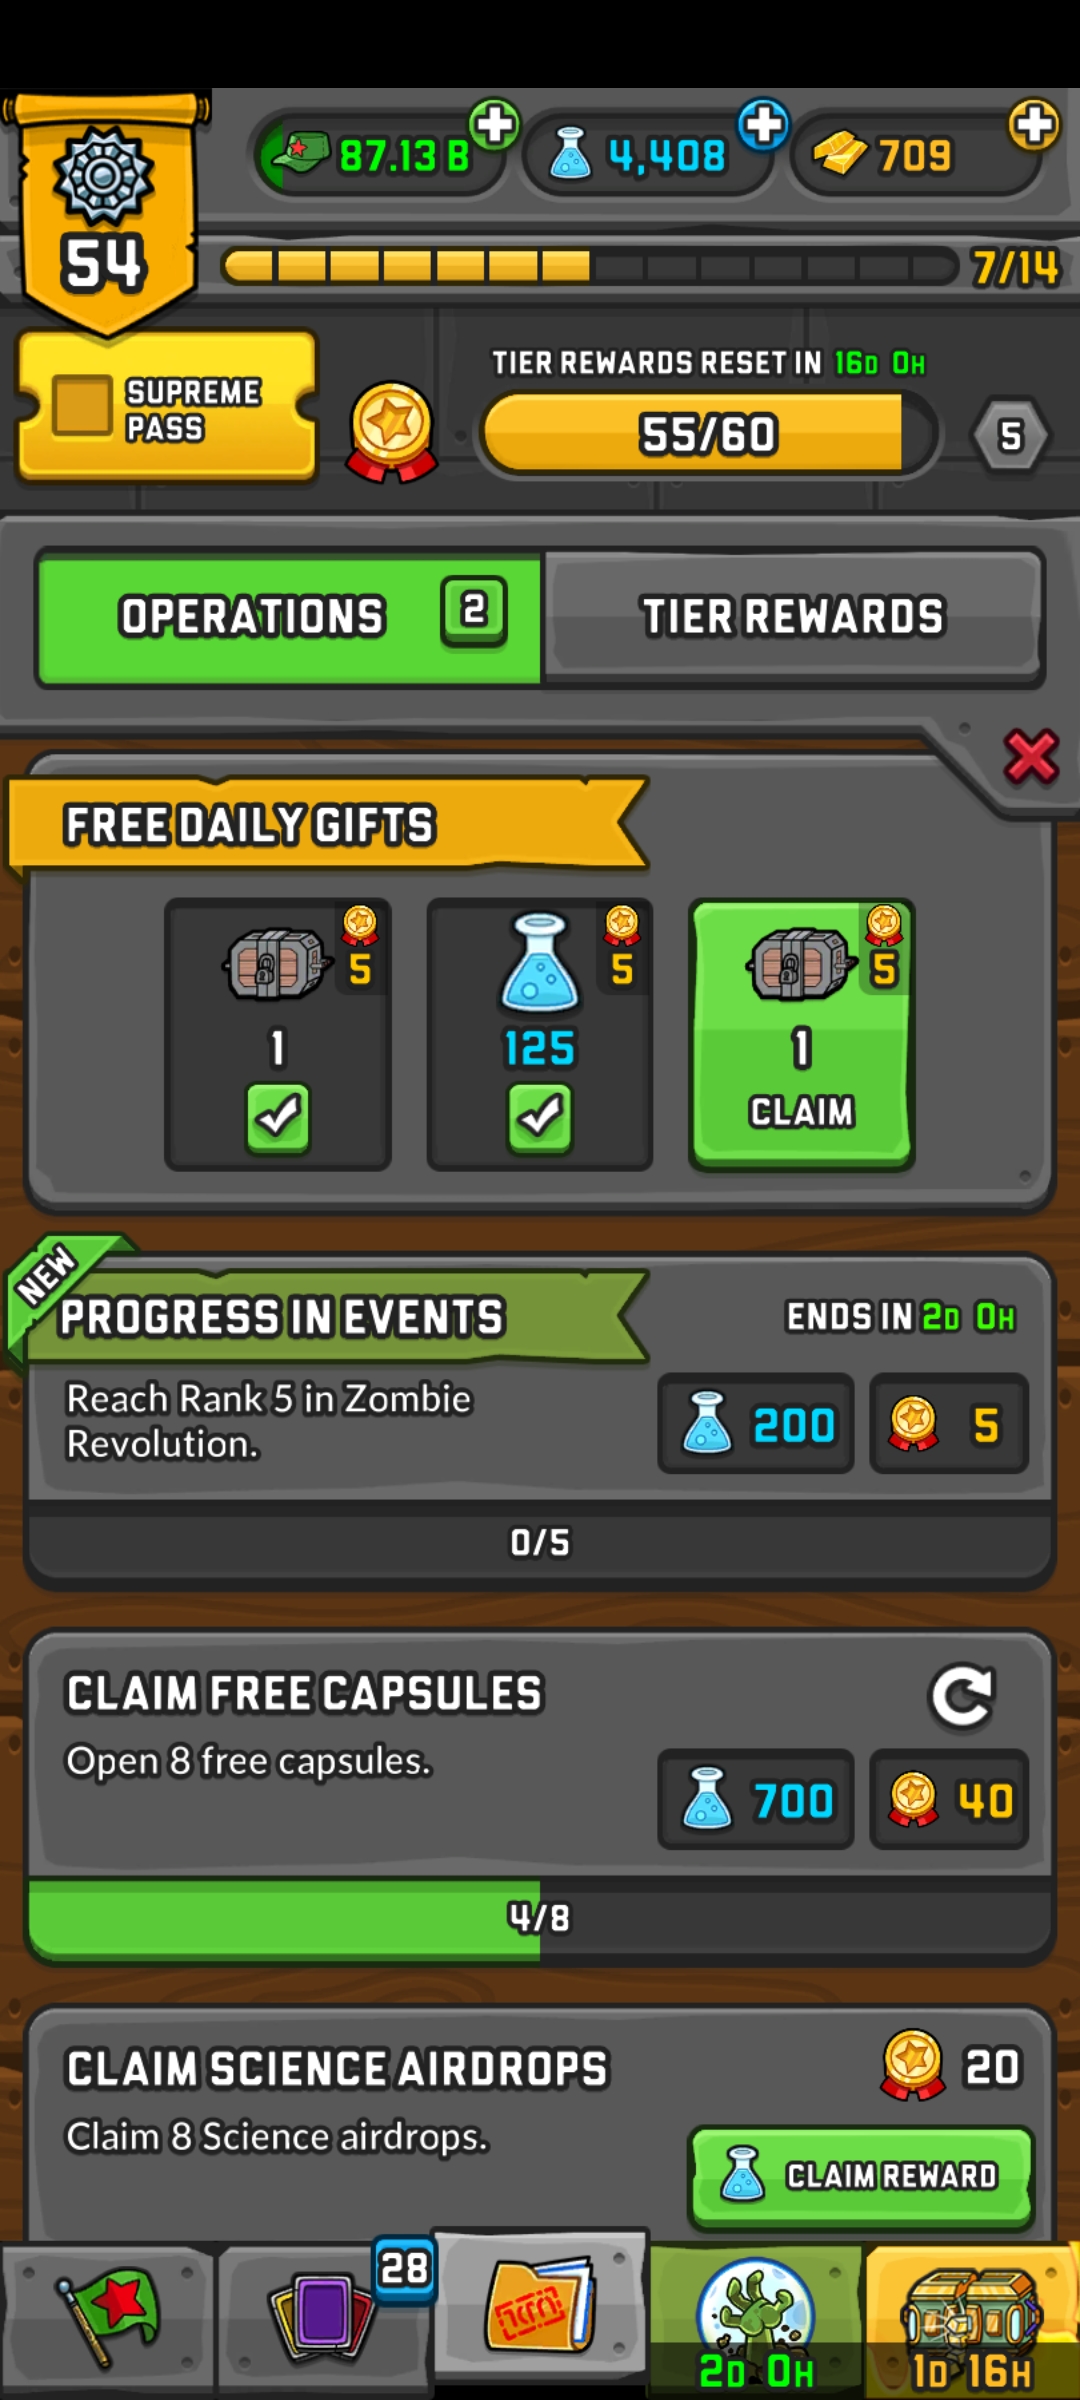 87.13 B
4,408
709
54
7/14
SUPREME
PASS
TIER REWARDS RESET IN 16D 0H
55/60
5
OPERATIONS 2
TIER REWARDS
FREE DAILY GIFTS
5
5
5
1
125
1
CLAIM
NEW
PROGRESS IN EVENTS
ENDS IN 2D 0H
Reach Rank 5 in Zombie
Revolution.
200
5
0/5
CLAIM FREE CAPSULES
Open 8 free capsules.
700
40
4/8
CLAIM SCIENCE AIRDROPS
20
Claim 8 Science airdrops.
CLAIM REWARD
28
2D 0H
1D 16H